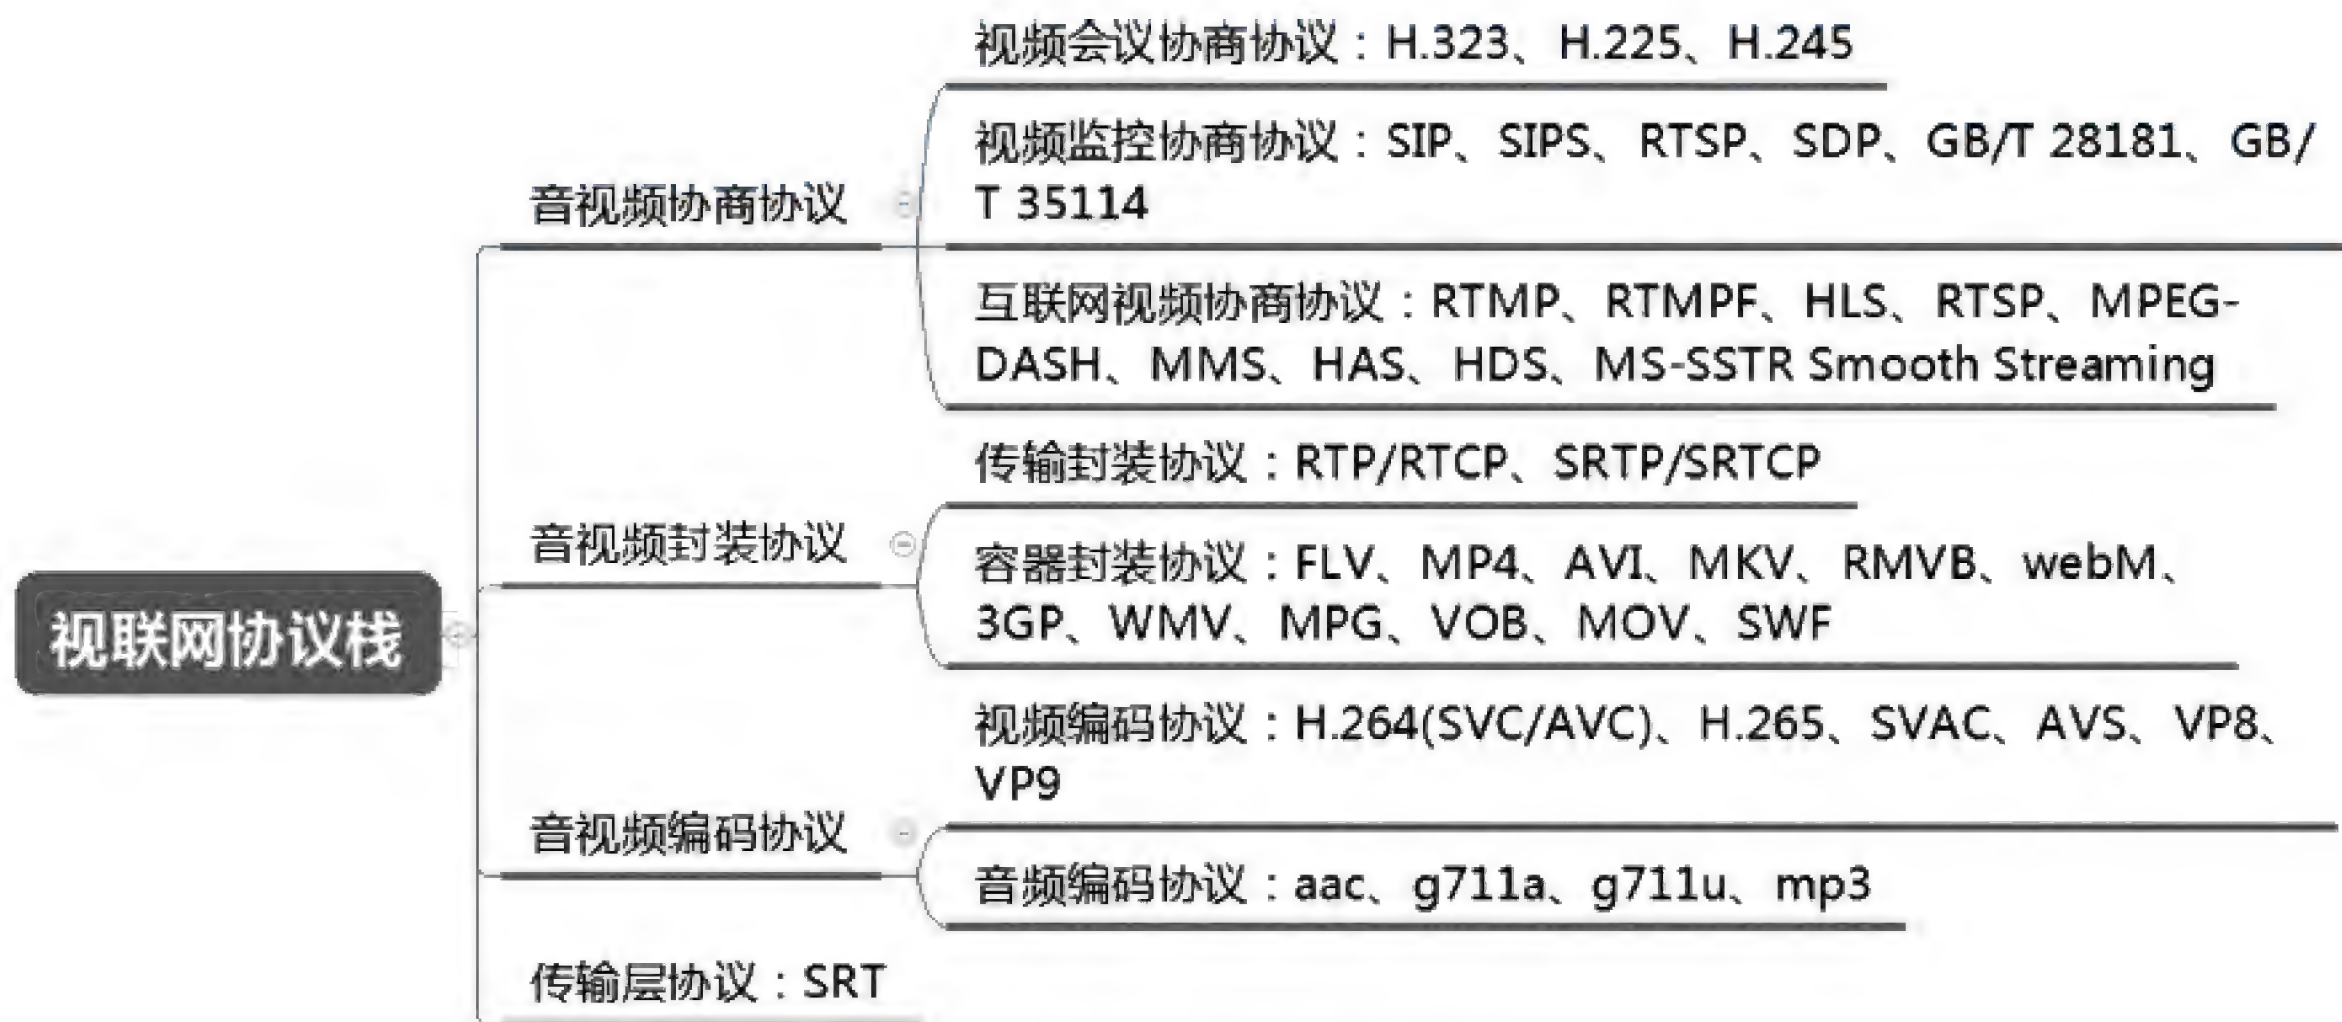 视频会议协商协议：H.323、H.225、H.245
视频监控协商协议：SIP、SIPS、RTSP、SDP、GB/T 28181、GB/
T 35114
音视频协商协议
互联网视频协商协议：RTMP、RTMPF、HLS、RTSP、MPEG-
DASH、MMS、HAS、HDS、MS-SSTR Smooth Streaming
传输封装协议：RTP/RTCP、SRTP/SRTCP
音视频封装协议
容器封装协议：FLV、MP4、AVI、MKV、RMVB、webM、
3GP、WMV、MPG、VOB、MOV、SWF
视联网协议栈
视频编码协议：H.264(SVC/AVC)、H.265、SVAC、AVS、VP8、
VP9
音视频编码协议
音频编码协议：aac、g711a、g711u、mp3
传输层协议：SRT